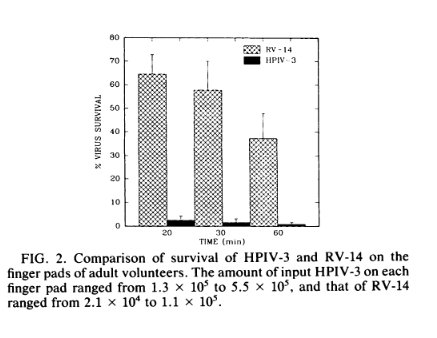 80
70
60
50
40
30
20
10
0
% VIRUS SURVIVAL
RV-14
HPIV-3
20 30 60
TIME (min)
FIG. 2. Comparison of survival of HPIV-3 and RV-14 on the
finger pads of adult volunteers. The amount of input HPIV-3 on each
finger pad ranged from 1.3 × 10⁵ to 5.5 × 10⁵, and that of RV-14
ranged from 2.1 × 10⁴ to 1.1 × 10⁵.